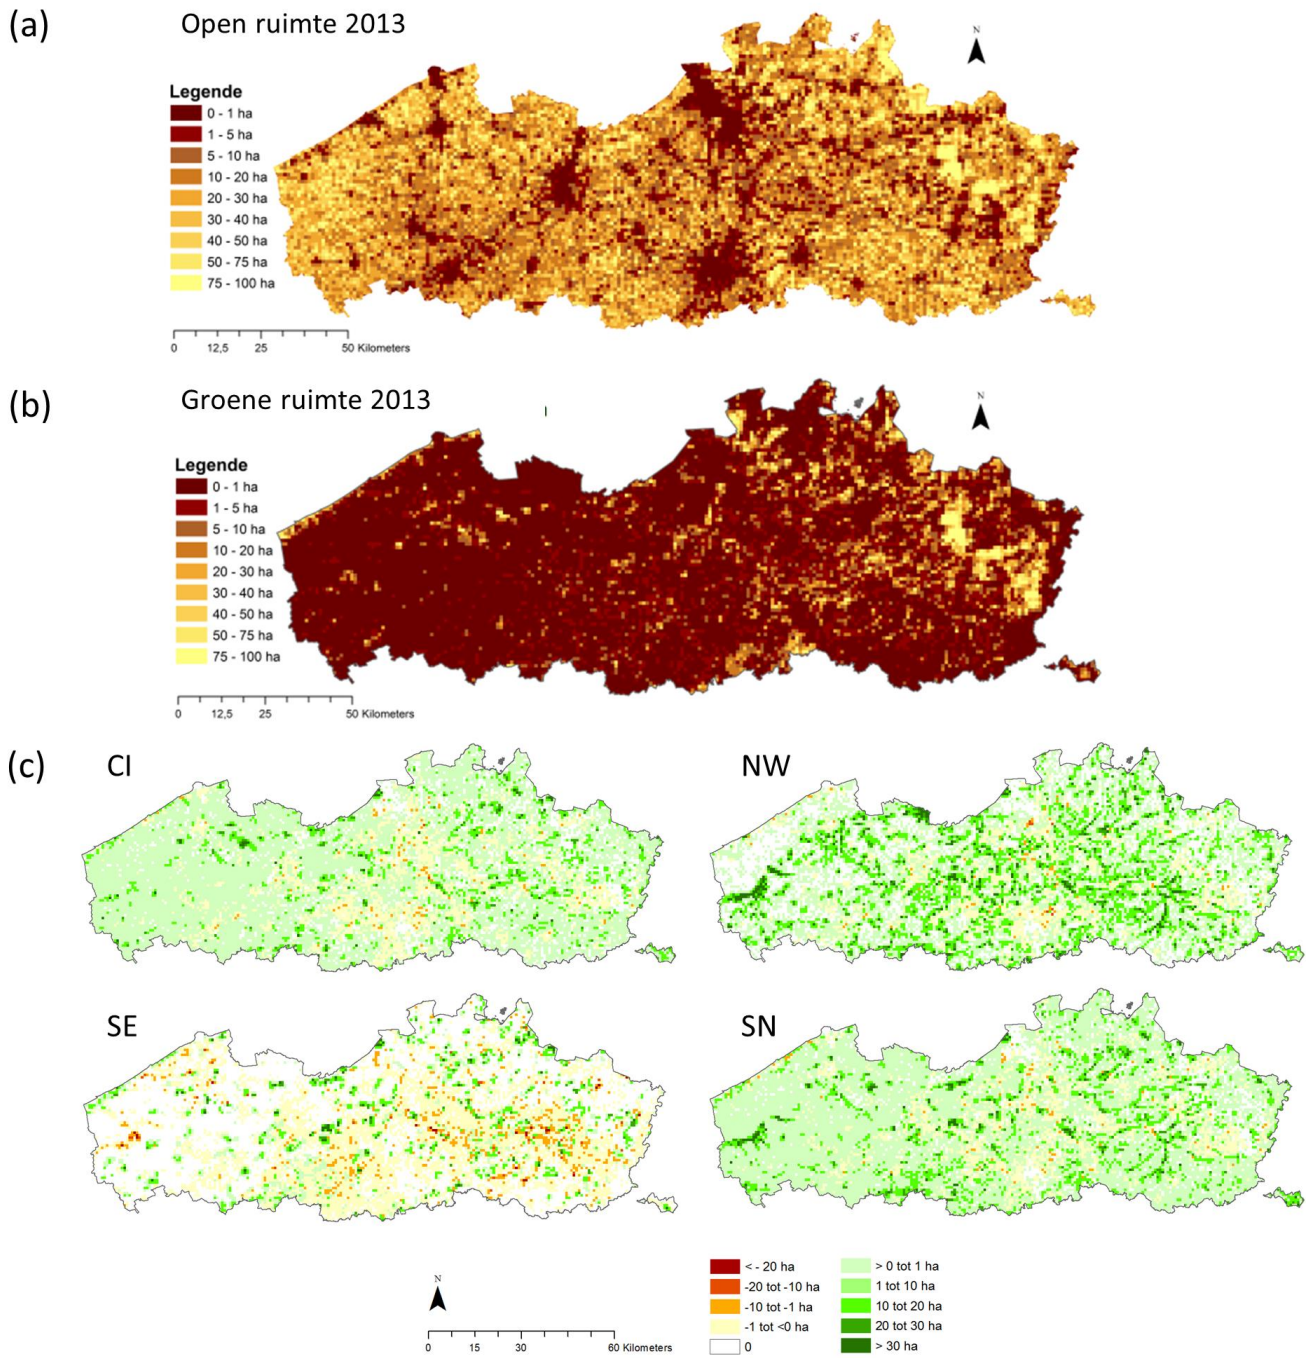 (a)
Open ruimte 2013
N
Legende
0 - 1 ha
1 - 5 ha
5 - 10 ha
10 - 20 ha
20 - 30 ha
30 - 40 ha
40 - 50 ha
50 - 75 ha
75 - 100 ha
0 12,5 25 50 Kilometers
(b)
Groene ruimte 2013
N
Legende
0 - 1 ha
1 - 5 ha
5 - 10 ha
10 - 20 ha
20 - 30 ha
30 - 40 ha
40 - 50 ha
50 - 75 ha
75 - 100 ha
0 12,5 25 50 Kilometers
(c)
CI
NW
SE
SN
N
0 15 30 60 Kilometers
< - 20 ha
-20 tot -10 ha
-10 tot -1 ha
-1 tot <0 ha
0
> 0 tot 1 ha
1 tot 10 ha
10 tot 20 ha
20 tot 30 ha
> 30 ha